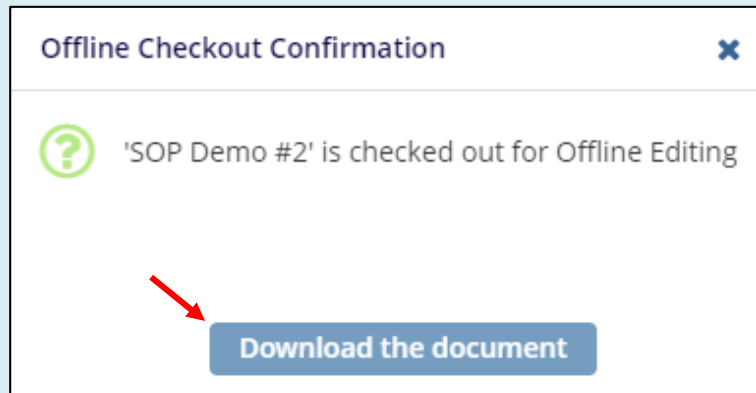 Offline Checkout Confirmation
'SOP Demo #2' is checked out for Offline Editing
Download the document